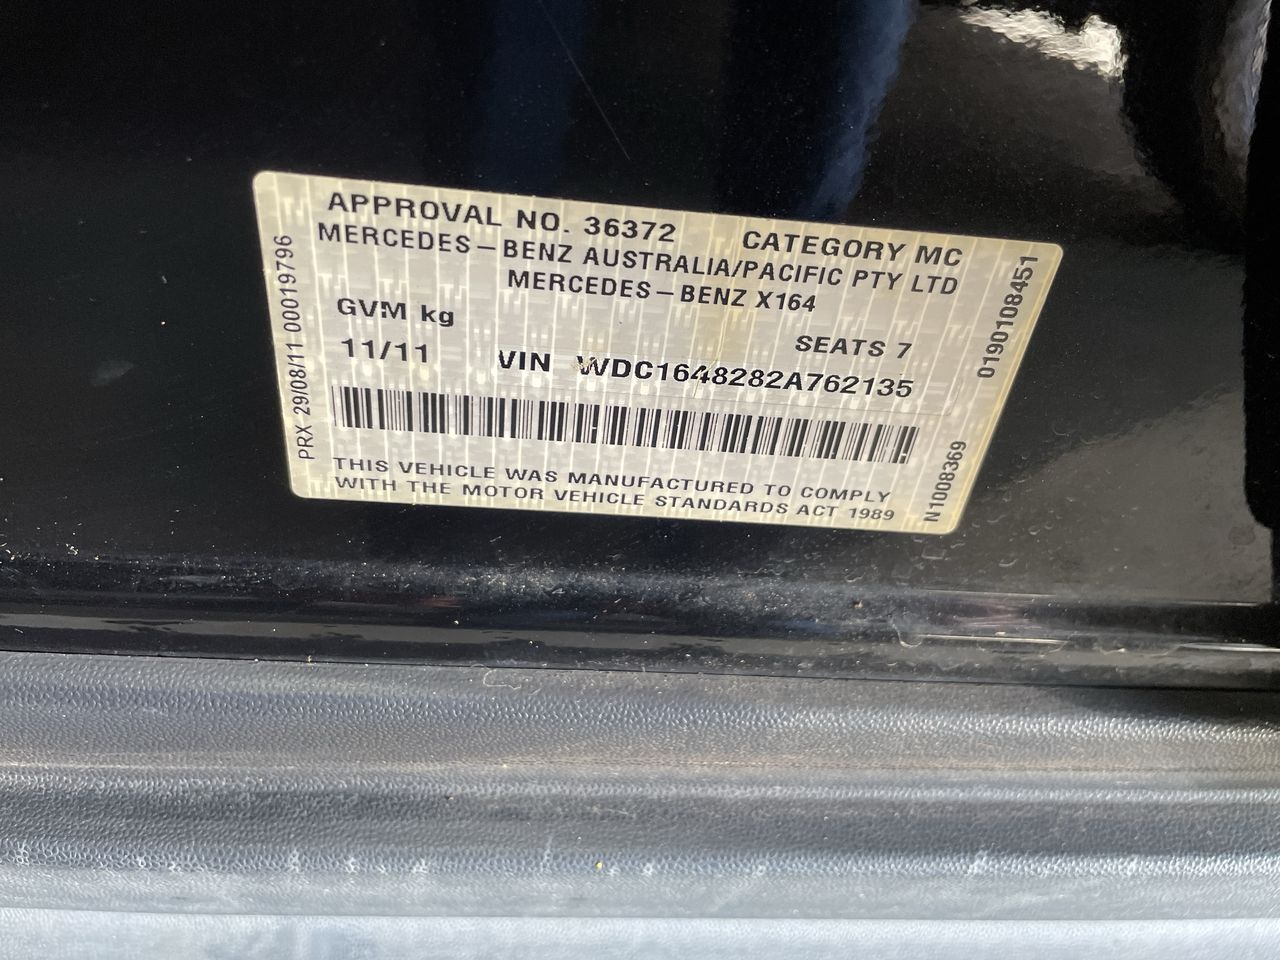 APPROVAL NO. 36372 CATEGORY MC
MERCEDES-BENZ AUSTRALIA/PACIFIC PTY LTD
MERCEDES-BENZ X164
GVM kg
SEATS 7
11/11 VIN WDC1648282A762135
THIS VEHICLE WAS MANUFACTURED TO COMPLY
WITH THE MOTOR VEHICLE STANDARDS ACT 1989
PRX 29/08/11 00019796
0190108451
N1008369